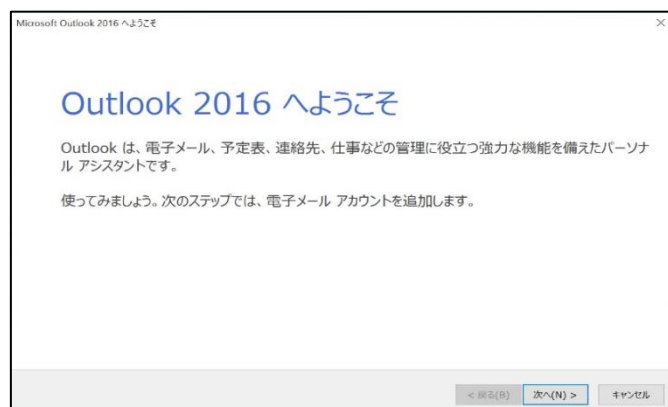 Microsoft Outlook 2016 へようこそ
Outlook 2016 へようこそ
Outlook は、電子メール、予定表、連絡先、仕事などの管理に役立つ強力な機能を備えたパーソナ
ル アシスタントです。
使ってみましょう。次のステップでは、電子メール アカウントを追加します。
< 戻る(B) 次へ(N) > キャンセル